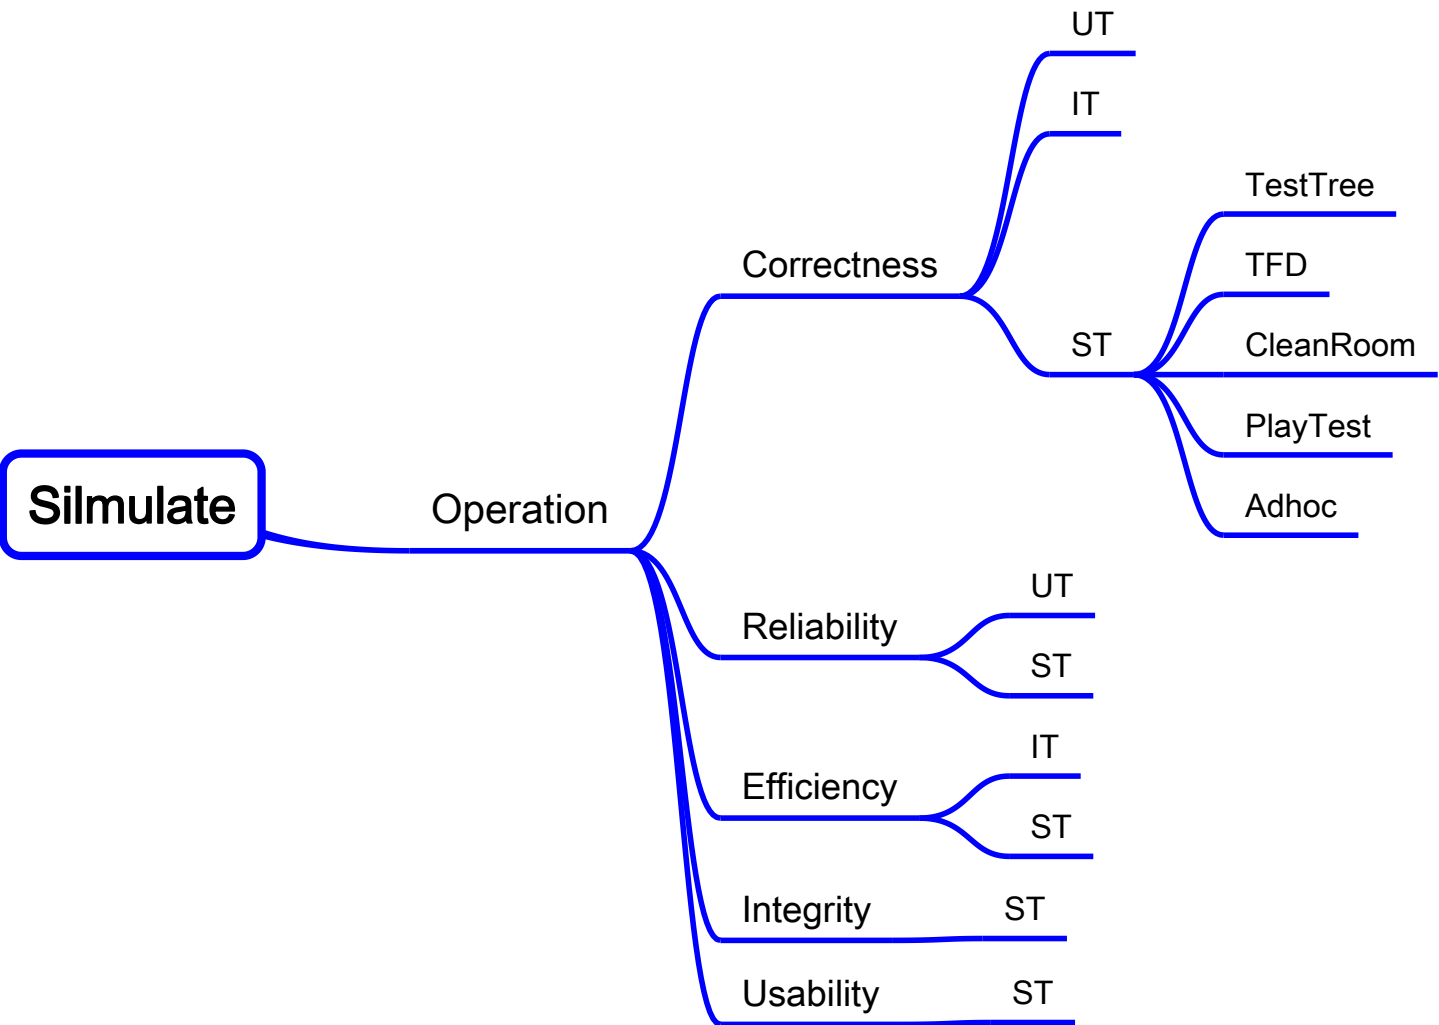 Silmulate
Operation
Correctness
UT
IT
ST
TestTree
TFD
CleanRoom
PlayTest
Adhoc
Reliability
UT
ST
Efficiency
IT
ST
Integrity
ST
Usability
ST